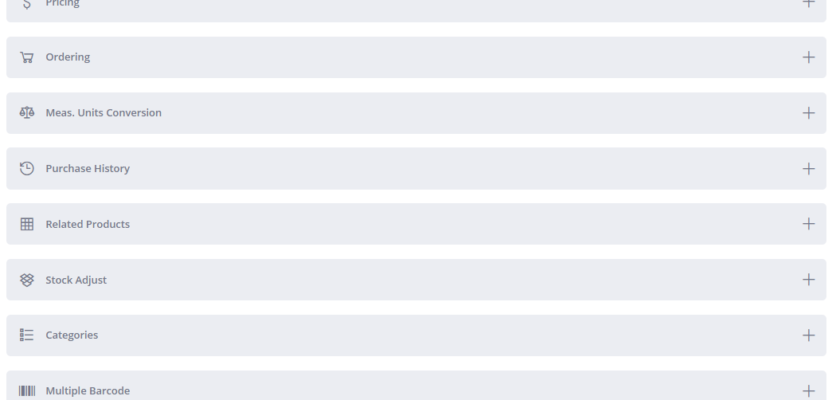 Pricing
Ordering
Meas. Units Conversion
Purchase History
Related Products
Stock Adjust
Categories
Multiple Barcode